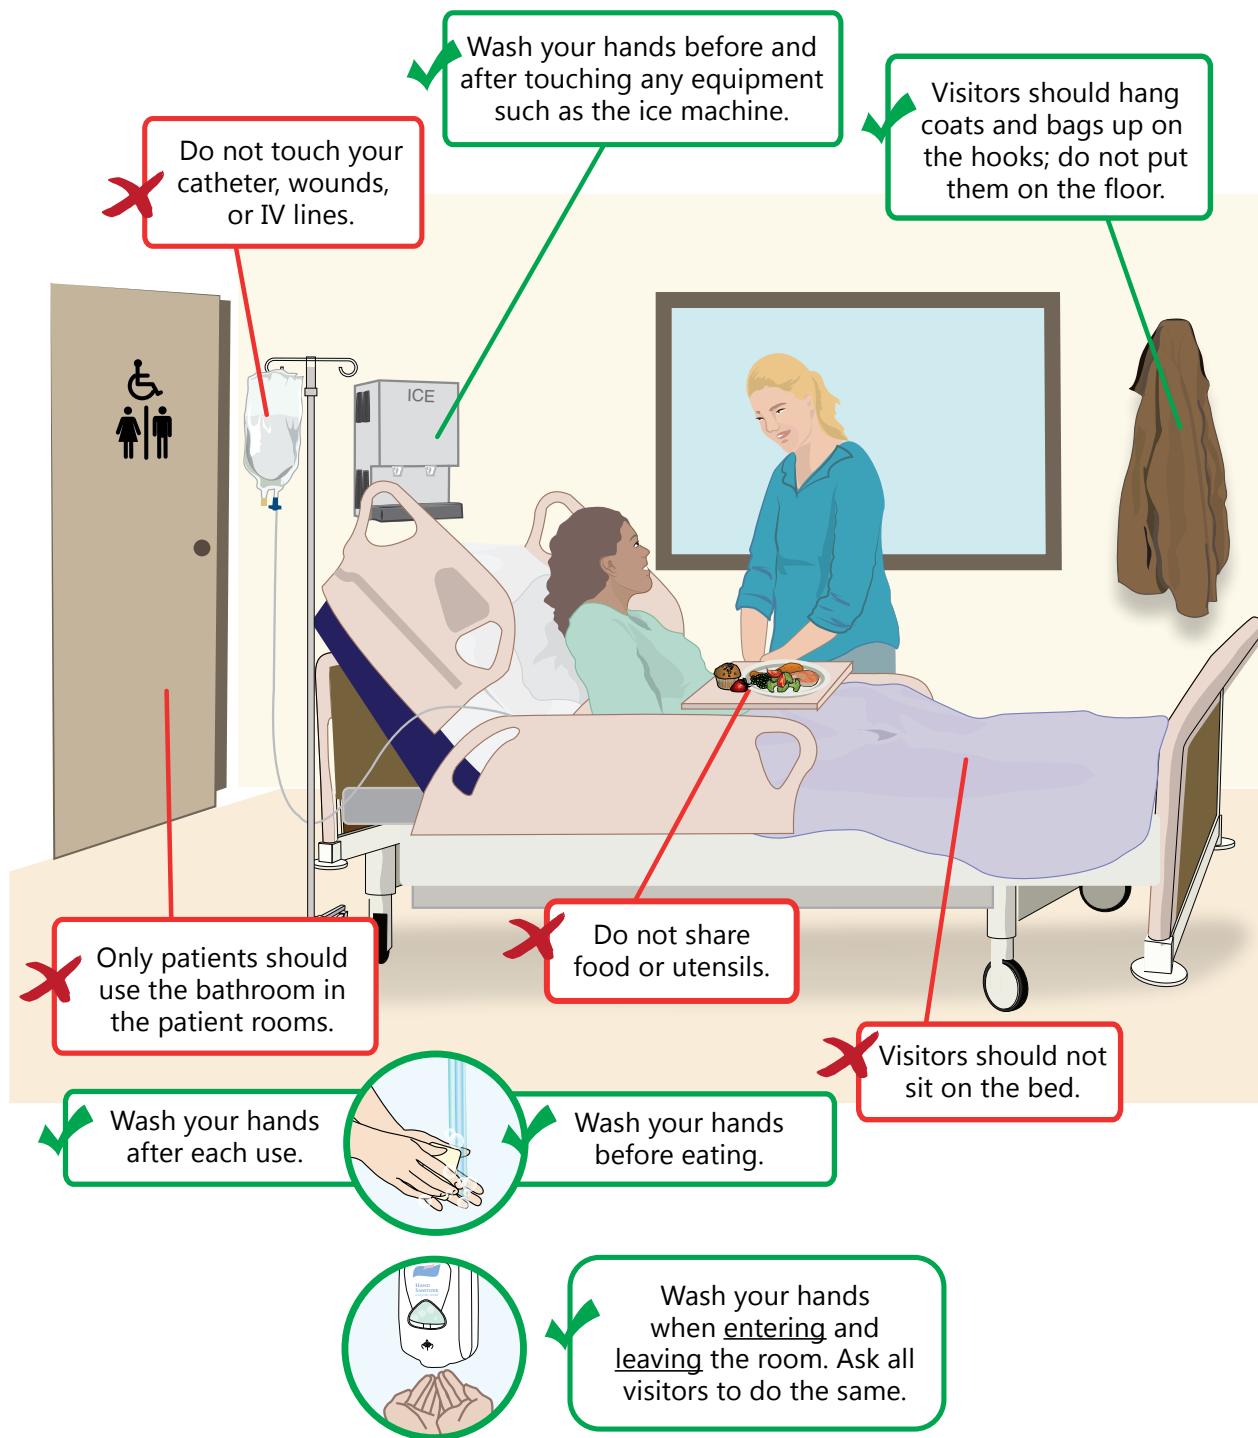 Wash your hands before and
after touching any equipment
such as the ice machine.
Visitors should hang
coats and bags up on
the hooks; do not put
them on the floor.
Do not touch your
catheter, wounds,
or IV lines.
ICE
Only patients should
use the bathroom in
the patient rooms.
Do not share
food or utensils.
Visitors should not
sit on the bed.
Wash your hands
after each use.
Wash your hands
before eating.
HAND
SANITIZER
Wash your hands
when entering and
leaving the room. Ask all
visitors to do the same.